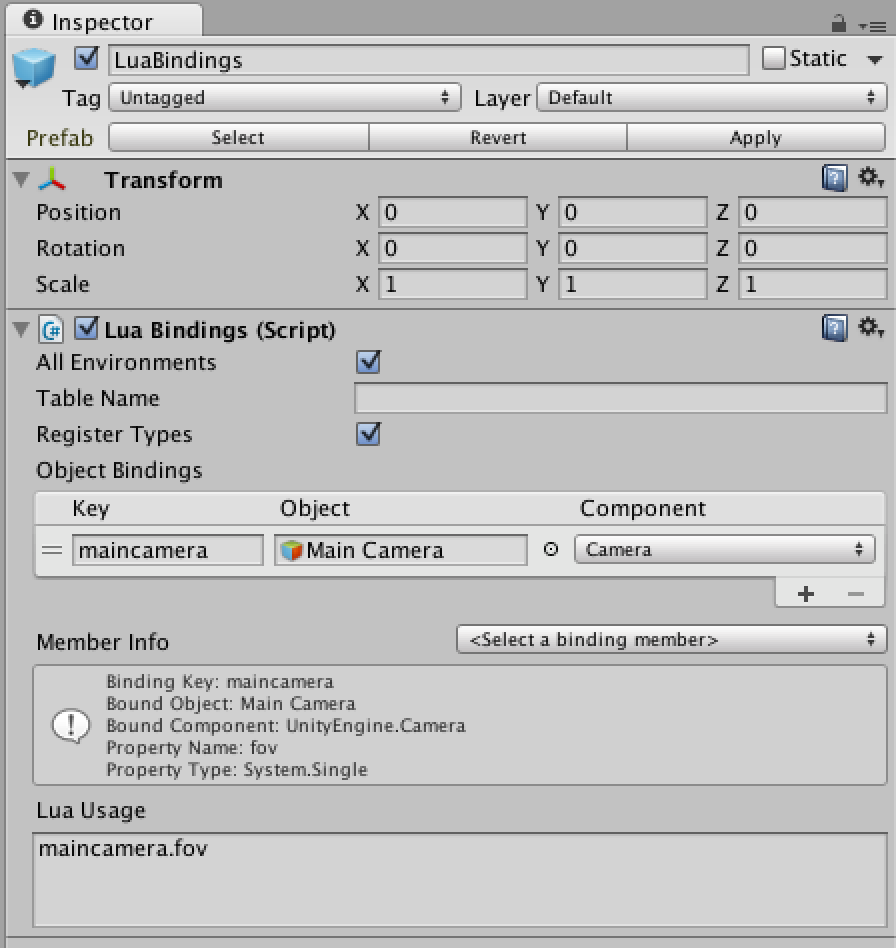 Inspector
LuaBindings Static
Tag Untagged Layer Default
Prefab Select Revert Apply
Transform
Position X 0 Y 0 Z 0
Rotation X 0 Y 0 Z 0
Scale X 1 Y 1 Z 1
C# Lua Bindings (Script)
All Environments
Table Name
Register Types
Object Bindings
Key Object Component
maincamera Main Camera Camera
+ −
Member Info <Select a binding member>
Binding Key: maincamera
Bound Object: Main Camera
Bound Component: UnityEngine.Camera
Property Name: fov
Property Type: System.Single
Lua Usage
maincamera.fov